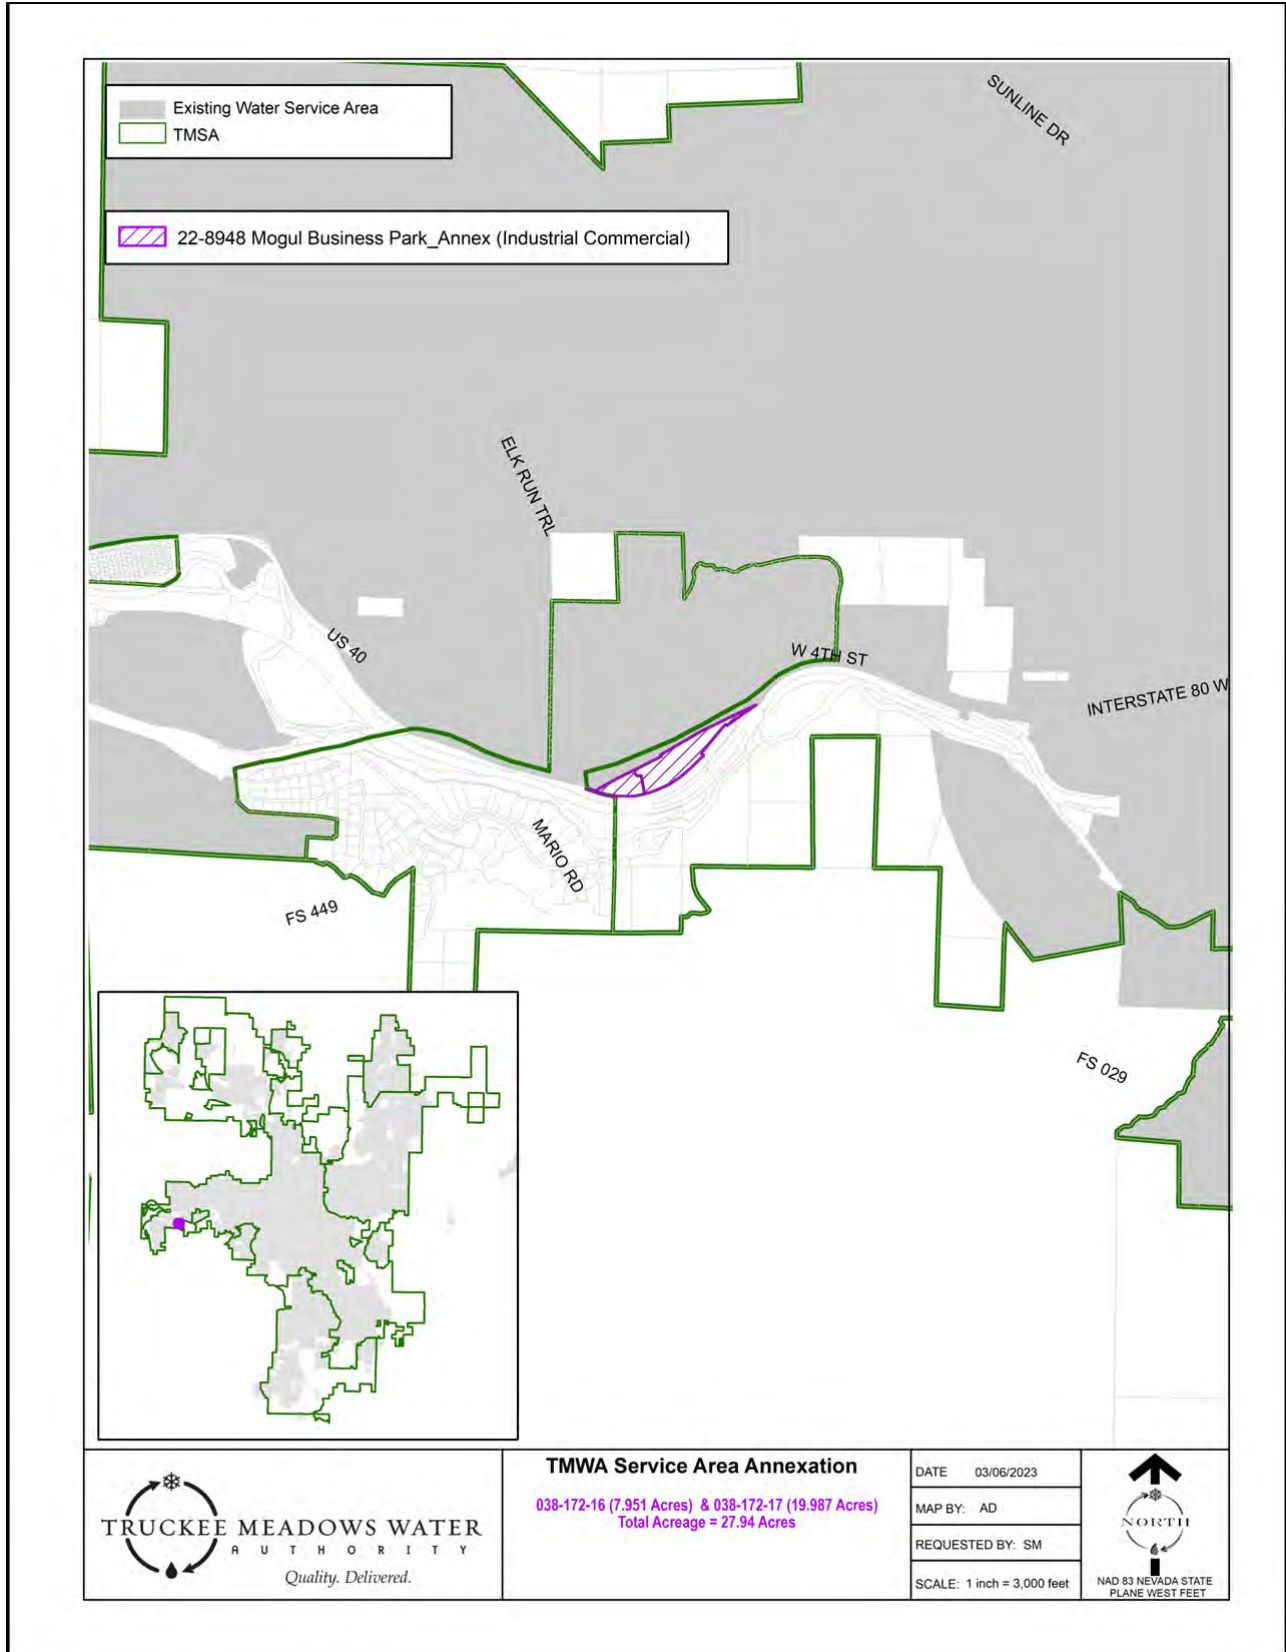 Existing Water Service Area
TMSA
22-8948 Mogul Business Park_Annex (Industrial Commercial)
SUNLINE DR
ELK RUN TRL
US 40
W 4TH ST
INTERSTATE 80 W
MARIO RD
FS 449
FS 029
TRUCKEE MEADOWS WATER
AUTHORITY
Quality. Delivered.
TMWA Service Area Annexation
038-172-16 (7.951 Acres) & 038-172-17 (19.987 Acres)
Total Acreage = 27.94 Acres
DATE 03/06/2023
MAP BY: AD
REQUESTED BY: SM
SCALE: 1 inch = 3,000 feet
NORTH
NAD 83 NEVADA STATE
PLANE WEST FEET